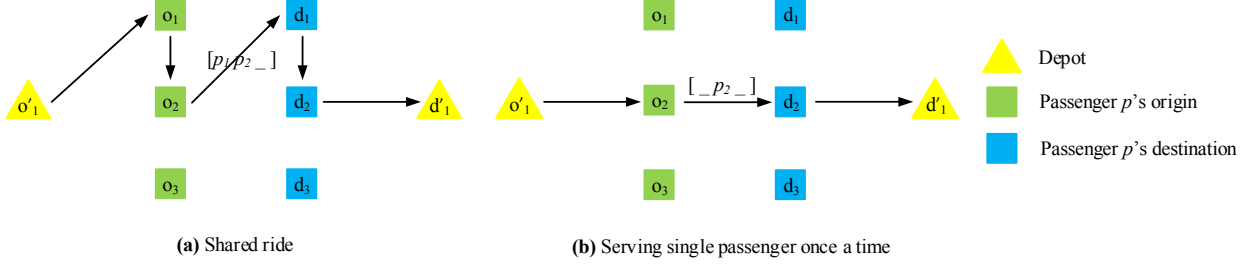 o₁ d₁ o₁ d₁
[p₁ p₂ _ ]
Depot
o'₁ o₂ d₂ d'₁ o'₁ o₂ [ _ p₂ _ ] d₂ d'₁
Passenger p's origin
Passenger p's destination
o₃ d₃ o₃ d₃
(a) Shared ride (b) Serving single passenger once a time